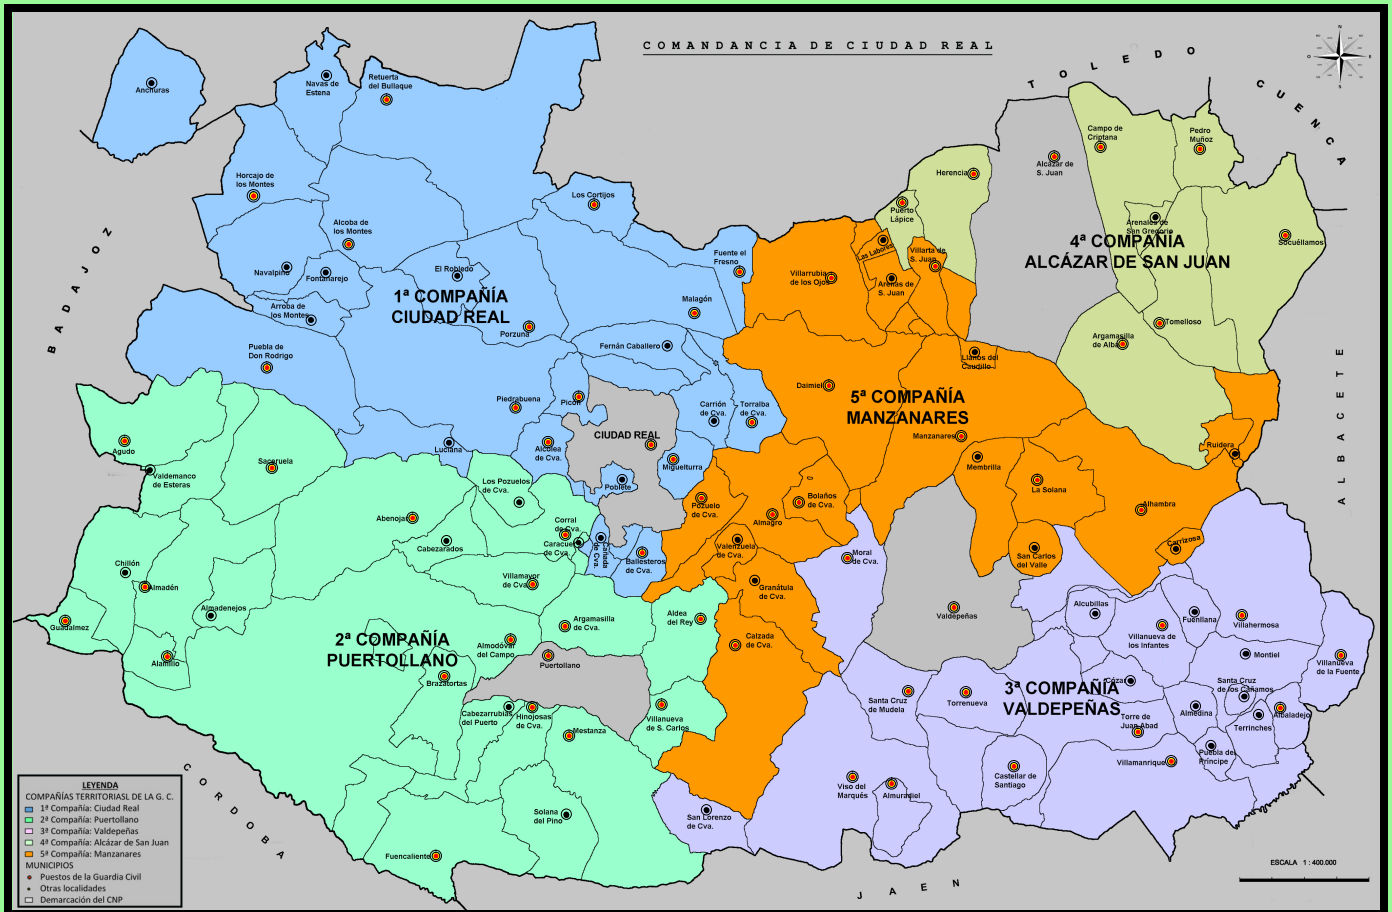 COMANDANCIA DE CIUDAD REAL
TOLEDO
CUENCA
ALBACETE
JAEN
CORDOBA
BADAJOZ
N
1ª COMPAÑÍA
CIUDAD REAL
Anchuras
Navas de
Estena
Retuerta
del Bullaque
Horcajo de
los Montes
Los Cortijos
Alcoba de
los Montes
Navalpino
Fontanarejo
El Robledo
Arroba de
los Montes
Porzuna
Malagón
Fuente el
Fresno
Fernán Caballero
Puebla de
Don Rodrigo
Piedrabuena
Picón
Luciana
Alcolea
de Cva.
CIUDAD REAL
Carrión
de Cva.
Torralba
de Cva.
Miguelturra
Poblete
Cañada
de Cva.
Ballesteros
de Cva.
2ª COMPAÑÍA
PUERTOLLANO
Agudo
Valdemanco
de Esteras
Saceruela
Los Pozuelos
de Cva.
Abenojar
Cabezarados
Corral
de Cva.
Caracuel
de Cva.
Villamayor
de Cva.
Chillón
Almadén
Almadenejos
Guadalmez
Alamillo
Argamasilla
de Cva.
Aldea
del Rey
Almodóvar
del Campo
Puertollano
Brazatortas
Cabezarrubias
del Puerto
Hinojosas
de Cva.
Mestanza
Villanueva
de S. Carlos
Solana
del Pino
Fuencaliente
5ª COMPAÑÍA
MANZANARES
Villarrubia
de los Ojos
Las Labores
Arenas de
S. Juan
Villarta de
S. Juan
Daimiel
Llanos del
Caudillo
Manzanares
Membrilla
La Solana
Alhambra
Ruidera
Carrizosa
San Carlos
del Valle
Bolaños
de Cva.
Almagro
Pozuelo
de Cva.
Valenzuela
de Cva.
Granátula
de Cva.
Calzada
de Cva.
4ª COMPAÑÍA
ALCÁZAR DE SAN JUAN
Herencia
Puerto
Lápice
Alcázar de
S. Juan
Campo de
Criptana
Pedro
Muñoz
Arenales de
San Gregorio
Socuéllamos
Tomelloso
Argamasilla
de Alba
3ª COMPAÑÍA
VALDEPEÑAS
Moral
de Cva.
Valdepeñas
Alcubillas
Fuenllana
Villahermosa
Villanueva de
los Infantes
Montiel
Villanueva
de la Fuente
Cózar
Santa Cruz
de los Cáñamos
Santa Cruz
de Mudela
Torrenueva
Torre de
Juan Abad
Almedina
Terrinches
Albaladejo
Puebla del
Príncipe
Villamanrique
Castellar de
Santiago
Viso del
Marqués
Almuradiel
San Lorenzo
de Cva.
LEYENDA
COMPAÑÍAS TERRITORIASL DE LA G. C.
1ª Compañía: Ciudad Real
2ª Compañía: Puertollano
3ª Compañía: Valdepeñas
4ª Compañía: Alcázar de San Juan
5ª Compañía: Manzanares
MUNICIPIOS
Puestos de la Guardia Civil
Otras localidades
Demarcación del CNP
ESCALA 1 : 400.000